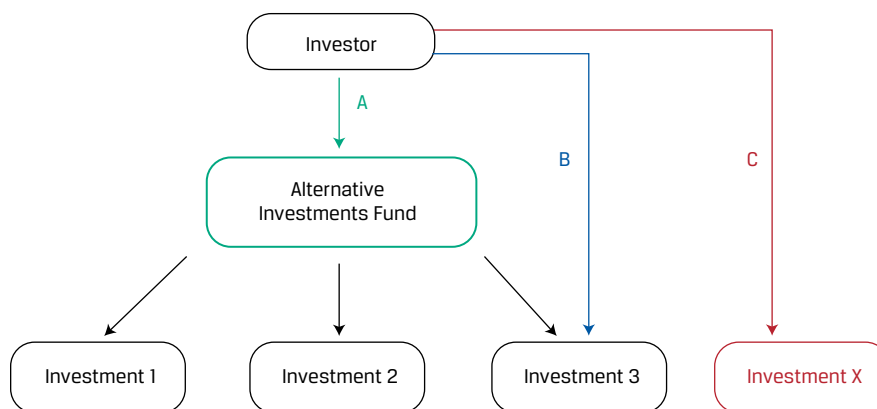 Investor
A
B
C
Alternative
Investments Fund
Investment 1
Investment 2
Investment 3
Investment X